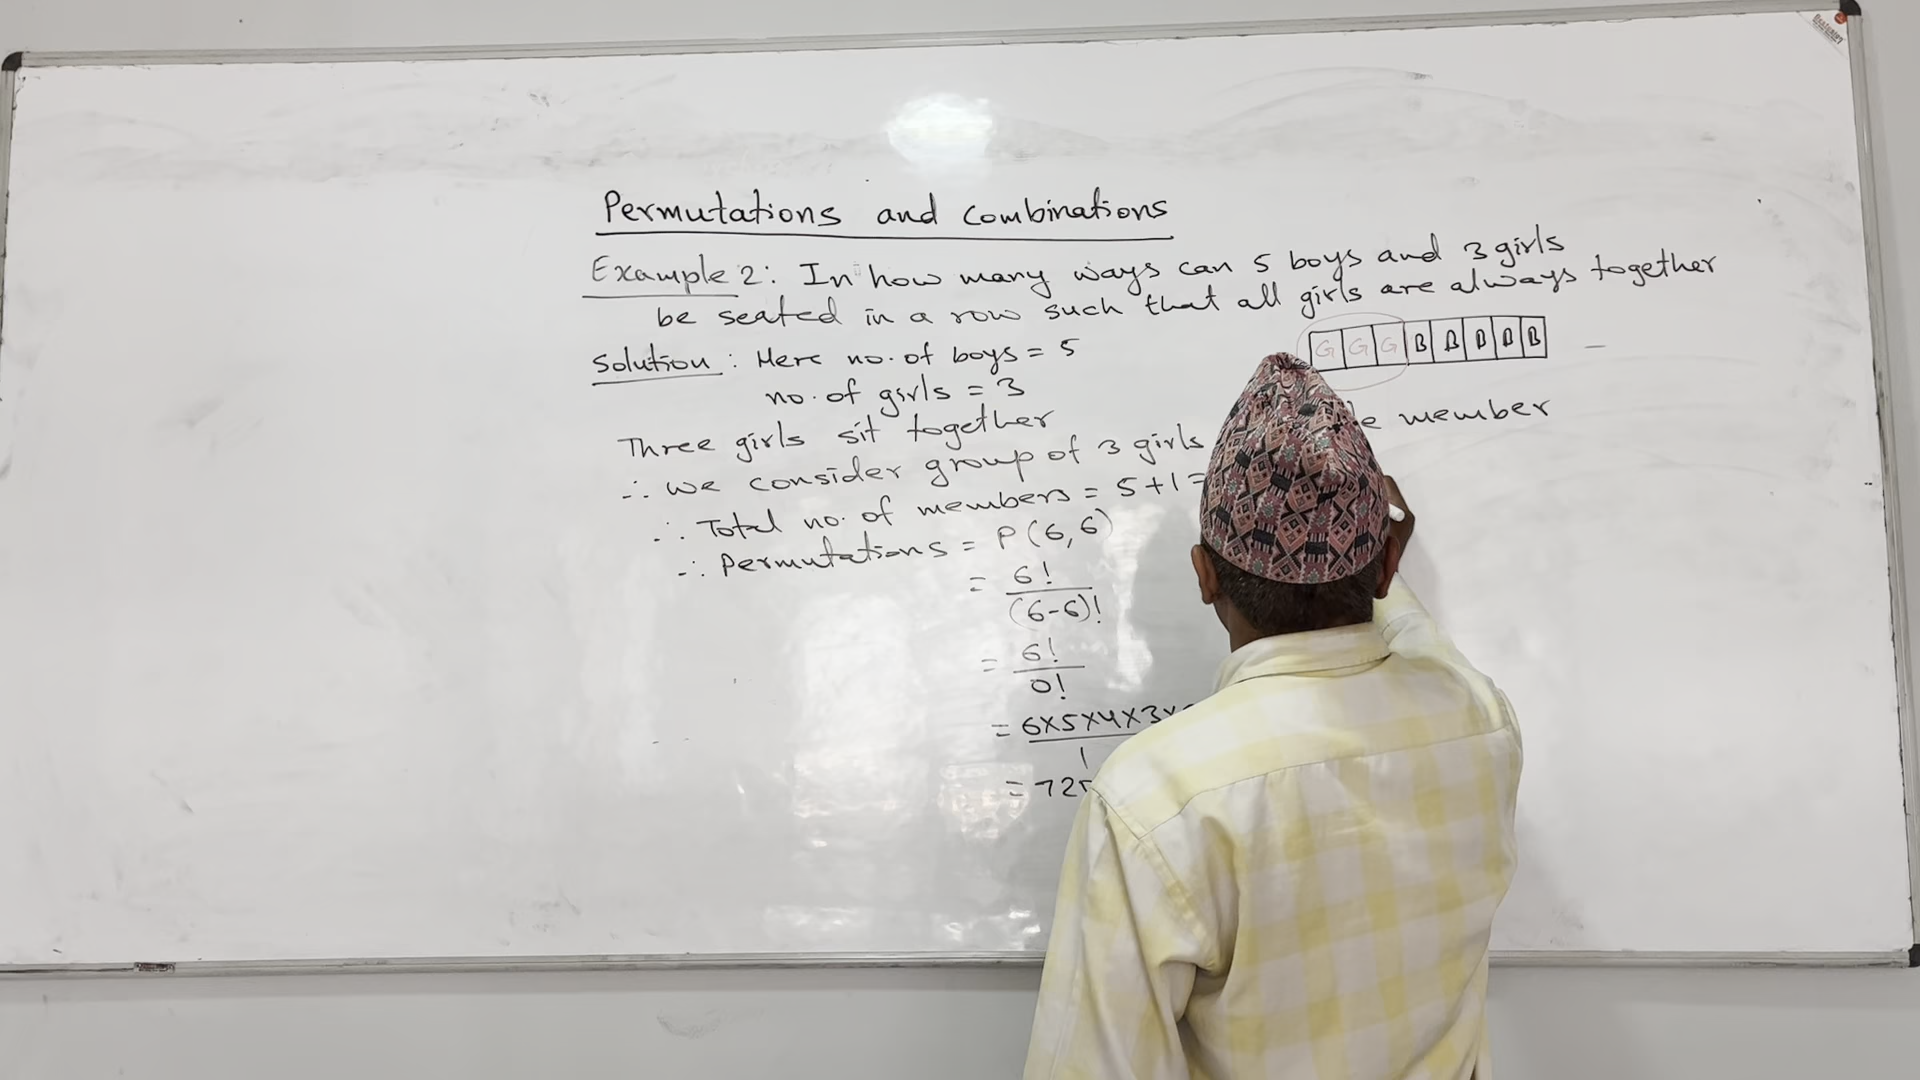 Permutations and combinations
Example 2: In how many ways can 5 boys and 3 girls
be seated in a row such that all girls are always together
Solution: Here no. of boys = 5
G G G B B B B B
no. of girls = 3
Three girls sit together
member
∴ we consider group of 3 girls
∴ Total no. of members = 5+1=
∴ Permutations = P(6,6)
= 6!
(6-6)!
= 6!
0!
= 6×5×4×3×
1
= 72